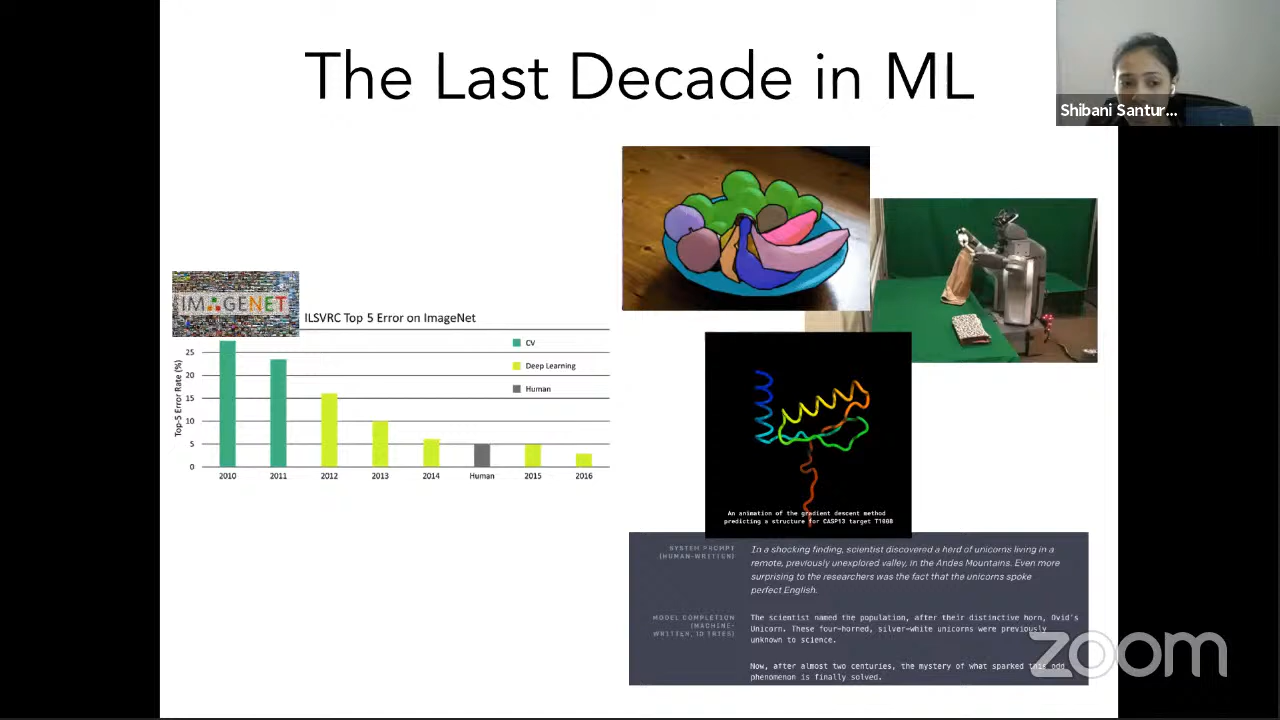 The Last Decade in ML
Shibani Santur...
IMAGENET
ILSVRC Top 5 Error on ImageNet
CV
Deep Learning
Human
Top-5 Error Rate (%)
25
20
15
10
5
0
2010
2011
2012
2013
2014
Human
2015
2016
An animation of the gradient descent method
predicting a structure for CASP13 target T1008
SYSTEM PROMPT
(HUMAN-WRITTEN)
In a shocking finding, scientist discovered a herd of unicorns living in a
remote, previously unexplored valley, in the Andes Mountains. Even more
surprising to the researchers was the fact that the unicorns spoke
perfect English.
MODEL COMPLETION
(MACHINE-
WRITTEN, 10 TRIES)
The scientist named the population, after their distinctive horn, Ovid's
Unicorn. These four-horned, silver-white unicorns were previously
unknown to science.
Now, after almost two centuries, the mystery of what sparked this odd
phenomenon is finally solved.
zoom